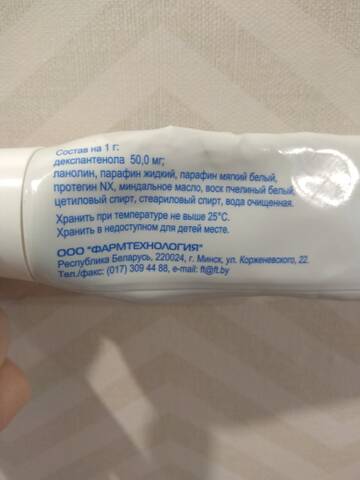 Состав на 1 г:
декспантенола 50,0 мг;
ланолин, парафин жидкий, парафин мягкий белый,
протегин NX, миндальное масло, воск пчелиный белый,
цетиловый спирт, стеариловый спирт, вода очищенная.
Хранить при температуре не выше 25°С.
Хранить в недоступном для детей месте.
ООО "ФАРМТЕХНОЛОГИЯ"
Республика Беларусь, 220024, г. Минск, ул. Корженевского, 22.
Тел./факс: (017) 309 44 88, e-mail: ft@ft.by